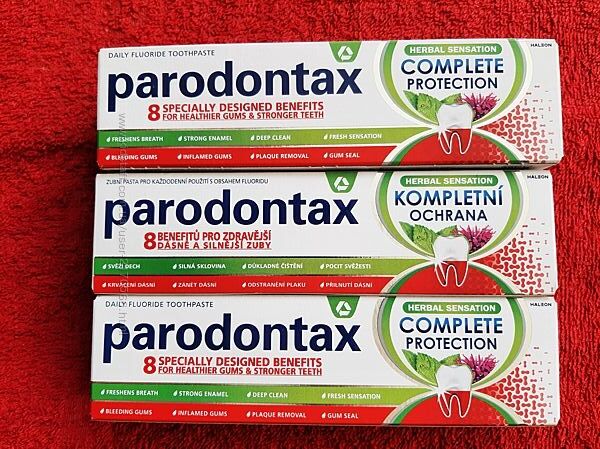 DAILY FLUORIDE TOOTHPASTE
parodontax
8 SPECIALLY DESIGNED BENEFITS
FOR HEALTHIER GUMS & STRONGER TEETH
HERBAL SENSATION
COMPLETE
PROTECTION
HALEON
FRESHENS BREATH STRONG ENAMEL DEEP CLEAN FRESH SENSATION
BLEEDING GUMS INFLAMED GUMS PLAQUE REMOVAL GUM SEAL
ZUBNÍ PASTA PRO KAŽDODENNÍ POUŽITÍ S OBSAHEM FLUORIDU
parodontax
8 BENEFITŮ PRO ZDRAVĚJŠÍ
DÁSNĚ A SILNĚJŠÍ ZUBY
HERBAL SENSATION
KOMPLETNÍ
OCHRANA
HALEON
SVĚŽÍ DECH SILNÁ SKLOVINA DŮKLADNÉ ČIŠTĚNÍ POCIT SVĚŽESTI
KRVÁCENÍ DÁSNÍ ZÁNĚT DÁSNÍ ODSTRANĚNÍ PLAKU PŘILNUTÍ DÁSNÍ
DAILY FLUORIDE TOOTHPASTE
parodontax
8 SPECIALLY DESIGNED BENEFITS
FOR HEALTHIER GUMS & STRONGER TEETH
HERBAL SENSATION
COMPLETE
PROTECTION
HALEON
FRESHENS BREATH STRONG ENAMEL DEEP CLEAN FRESH SENSATION
BLEEDING GUMS INFLAMED GUMS PLAQUE REMOVAL GUM SEAL